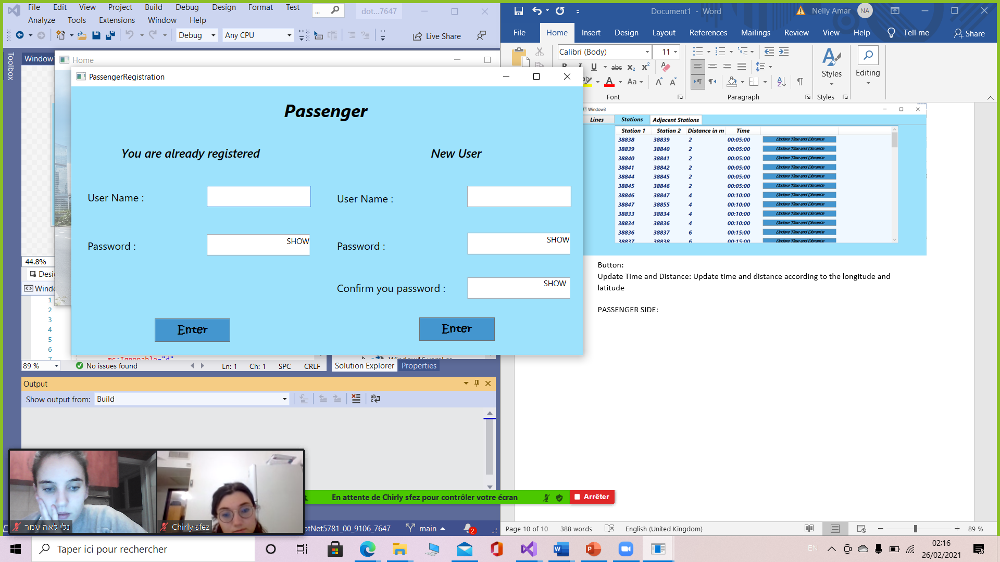 File Edit View Project Build Debug Design Format Test ... dot...7647
Analyze Tools Extensions Window Help
Debug Any CPU Live Share
Toolbox
Window
Home
PassengerRegistration
Passenger
You are already registered
New User
User Name :
User Name :
Password :
SHOW
Password :
SHOW
Confirm you password :
SHOW
Enter
Enter
44.8%
Desi
Windo
1
2
3
4
5
6
7
mc:Ignorable="d"
89 % No issues found Ln: 1 Ch: 1 SPC CRLF
Solution Explorer Properties
Output
Show output from: Build
נלי לאה עמר
Chirly sfez
En attente de Chirly sfez pour contrôler votre écran
Arrêter
otNet5781_00_9106_7647 main 2
Document1 - Word
Nelly Amar NA
File Home Insert Design Layout References Mailings Review View Help Tell me Share
Calibri (Body) 11
Styles
Editing
Font
Paragraph
Styles
Window3
Lines Stations Adjacent Stations
Station 1 Station 2 Distance in m Time
38838 38839 2 00:05:00 Update Time and Distance
38839 38840 2 00:05:00 Update Time and Distance
38840 38841 2 00:05:00 Update Time and Distance
38841 38842 2 00:05:00 Update Time and Distance
38844 38845 2 00:05:00 Update Time and Distance
38845 38846 2 00:05:00 Update Time and Distance
38846 38847 4 00:10:00 Update Time and Distance
38847 38855 4 00:10:00 Update Time and Distance
38833 38834 4 00:10:00 Update Time and Distance
38834 38836 4 00:10:00 Update Time and Distance
38836 38837 6 00:15:00 Update Time and Distance
38837 38838 6 00:15:00 Update Time and Distance
Button:
Update Time and Distance: Update time and distance according to the longitude and
latitude
PASSENGER SIDE:
Page 10 of 10 388 words English (United Kingdom) 89 %
Taper ici pour rechercher
EN
02:16
26/02/2021